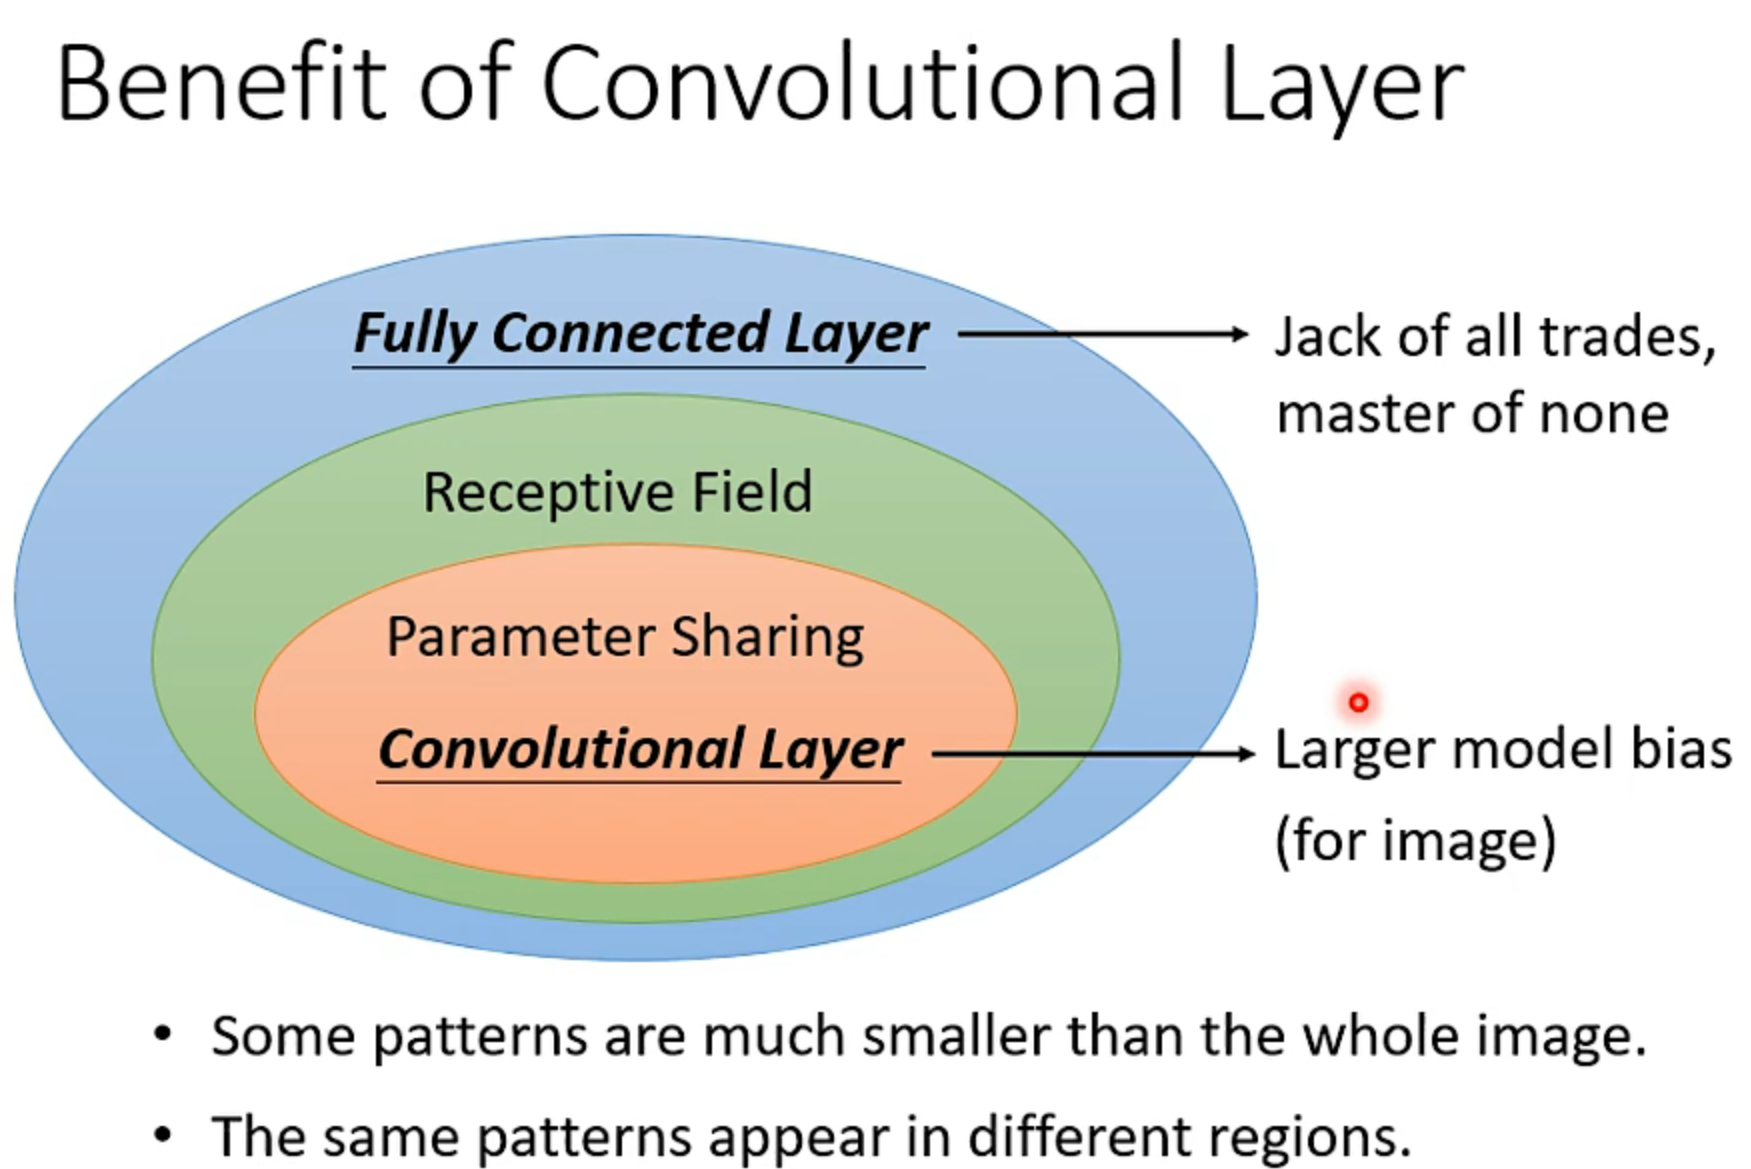 Benefit of Convolutional Layer
Fully Connected Layer
Jack of all trades,
master of none
Receptive Field
Parameter Sharing
Convolutional Layer
Larger model bias
(for image)
• Some patterns are much smaller than the whole image.
• The same patterns appear in different regions.